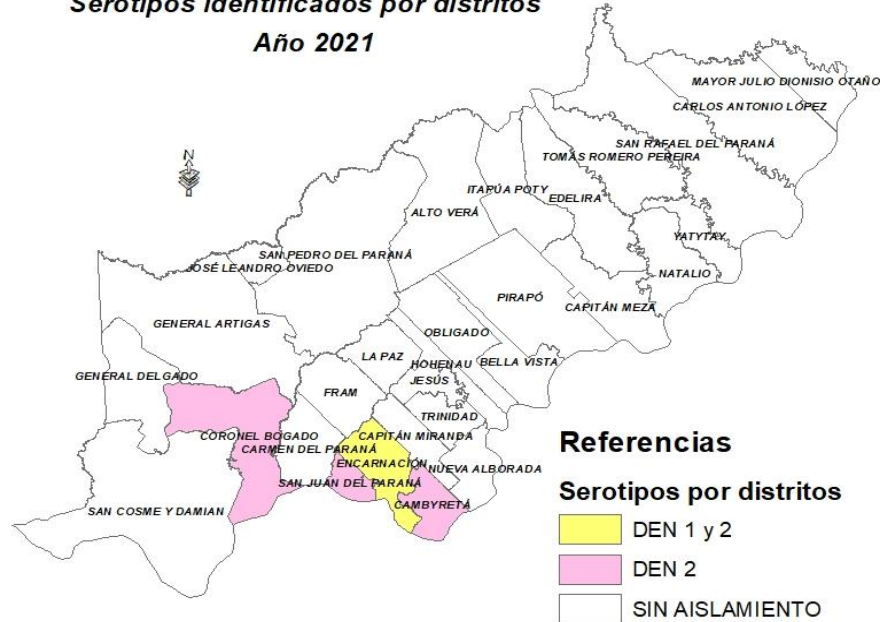 Serotipos identificados por distritos
Año 2021
MAYOR JULIO DIONISIO OTAÑO
CARLOS ANTONIO LÓPEZ
SAN RAFAEL DEL PARANÁ
TOMÁS ROMERO PEREIRA
N
ITAPÚA POTY
EDELIRA
ALTO VERÁ
YATYTAY
SAN PEDRO DEL PARANÁ
JOSÉ LEANDRO OVIEDO
NATALIO
PIRAPÓ
CAPITÁN MEZA
GENERAL ARTIGAS
OBLIGADO
LA PAZ
HOHENAU
BELLA VISTA
GENERAL DELGADO
JESÚS
FRAM
TRINIDAD
CORONEL BOGADO
CAPITÁN MIRANDA
CARMEN DEL PARANÁ
ENCARNACIÓN
NUEVA ALBORADA
SAN JUAN DEL PARANÁ
CAMBYRETÁ
SAN COSME Y DAMIAN
Referencias
Serotipos por distritos
DEN 1 y 2
DEN 2
SIN AISLAMIENTO